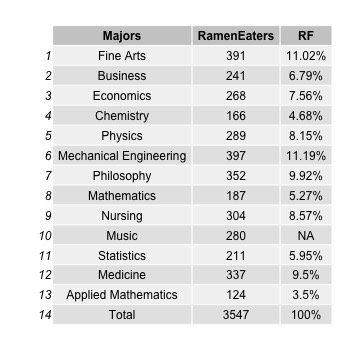 Majors RamenEaters RF
1 Fine Arts 391 11.02%
2 Business 241 6.79%
3 Economics 268 7.56%
4 Chemistry 166 4.68%
5 Physics 289 8.15%
6 Mechanical Engineering 397 11.19%
7 Philosophy 352 9.92%
8 Mathematics 187 5.27%
9 Nursing 304 8.57%
10 Music 280 NA
11 Statistics 211 5.95%
12 Medicine 337 9.5%
13 Applied Mathematics 124 3.5%
14 Total 3547 100%